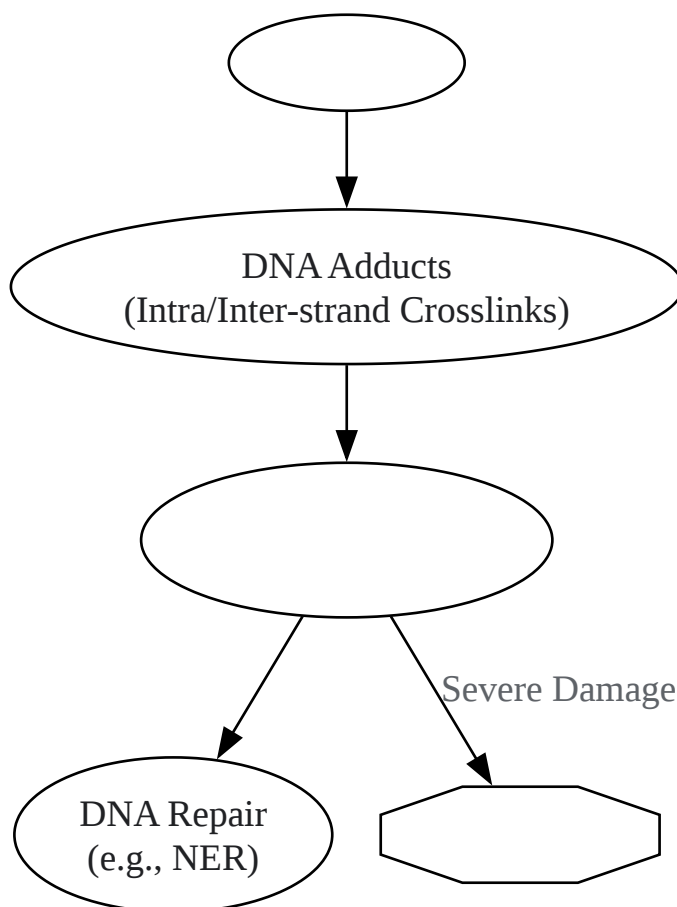 DNA Adducts
(Intra/Inter-strand Crosslinks)
Severe Damage
DNA Repair
(e.g., NER)